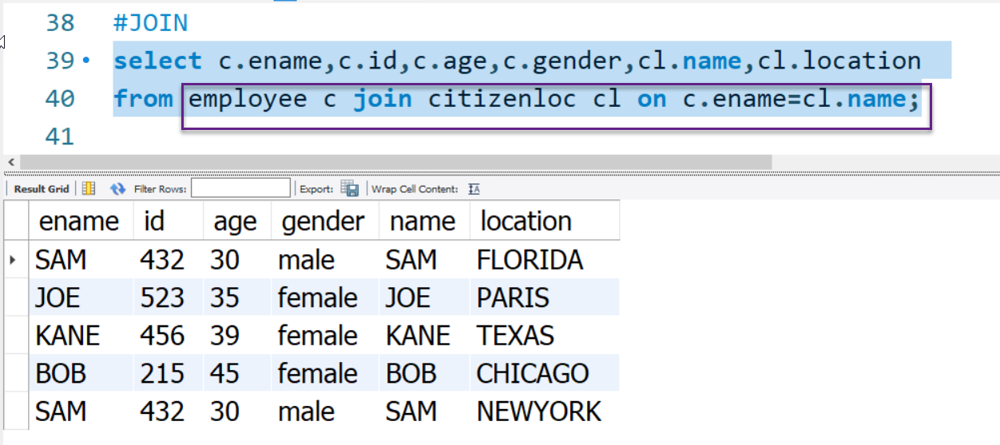 38 #JOIN
39 select c.ename,c.id,c.age,c.gender,cl.name,cl.location
40 from employee c join citizenloc cl on c.ename=cl.name;
41
Result Grid Filter Rows: Export: Wrap Cell Content:
ename id age gender name location
SAM 432 30 male SAM FLORIDA
JOE 523 35 female JOE PARIS
KANE 456 39 female KANE TEXAS
BOB 215 45 female BOB CHICAGO
SAM 432 30 male SAM NEWYORK